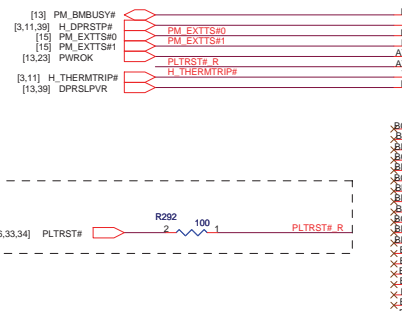 [13] PM_BMBUSY#
[3,11,39] H_DPRSTP#
[15] PM_EXTTS#0 PM_EXTTS#0
[15] PM_EXTTS#1 PM_EXTTS#1
[13,23] PWROK
PLTRST#_R
[3,11] H_THERMTRIP# H_THERMTRIP#
[13,39] DPRSLPVR
R292
100
,33,34] PLTRST# 2 1 PLTRST#_R